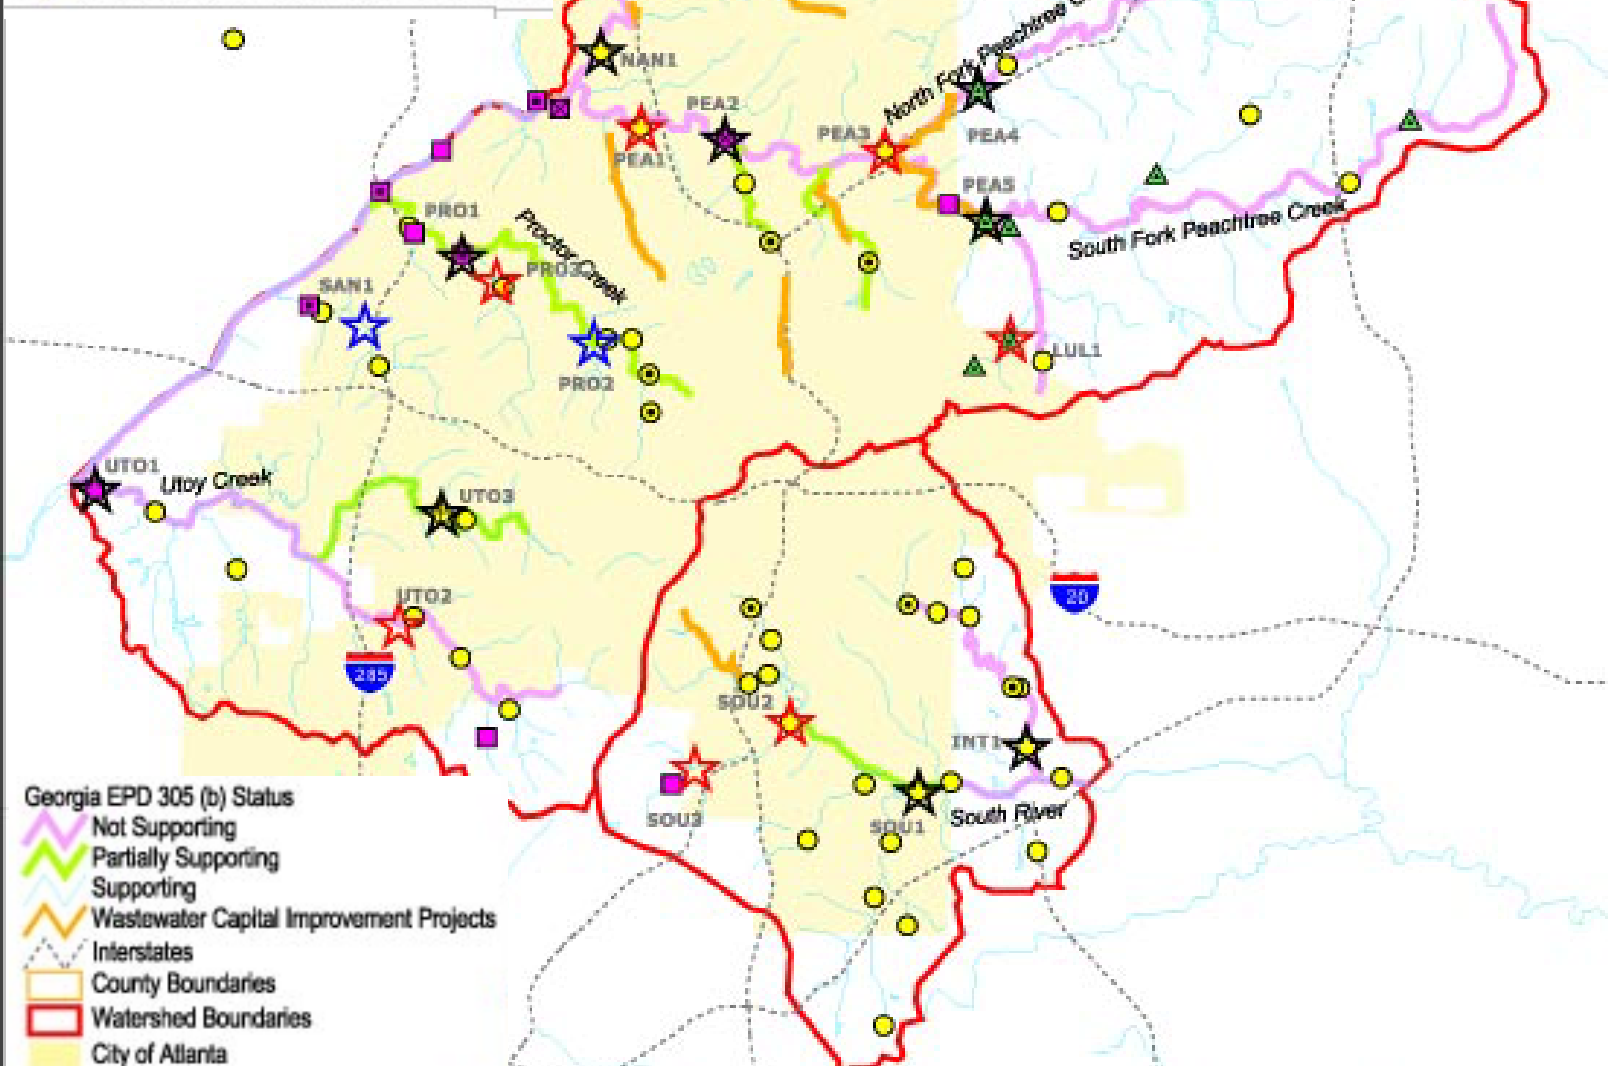 North Fork Peachtree C
NAN1
PEA2
PEA1
PEA3
PEA4
PEA5
South Fork Peachtree Creek
PRO1
Proctor Creek
PRO3
SAN1
PRO2
LUL1
UTO1
Utoy Creek
UTO3
UTO2
20
285
SOU2
INT1
SOU3
SOU1
South River
Georgia EPD 305 (b) Status
Not Supporting
Partially Supporting
Supporting
Wastewater Capital Improvement Projects
Interstates
County Boundaries
Watershed Boundaries
City of Atlanta